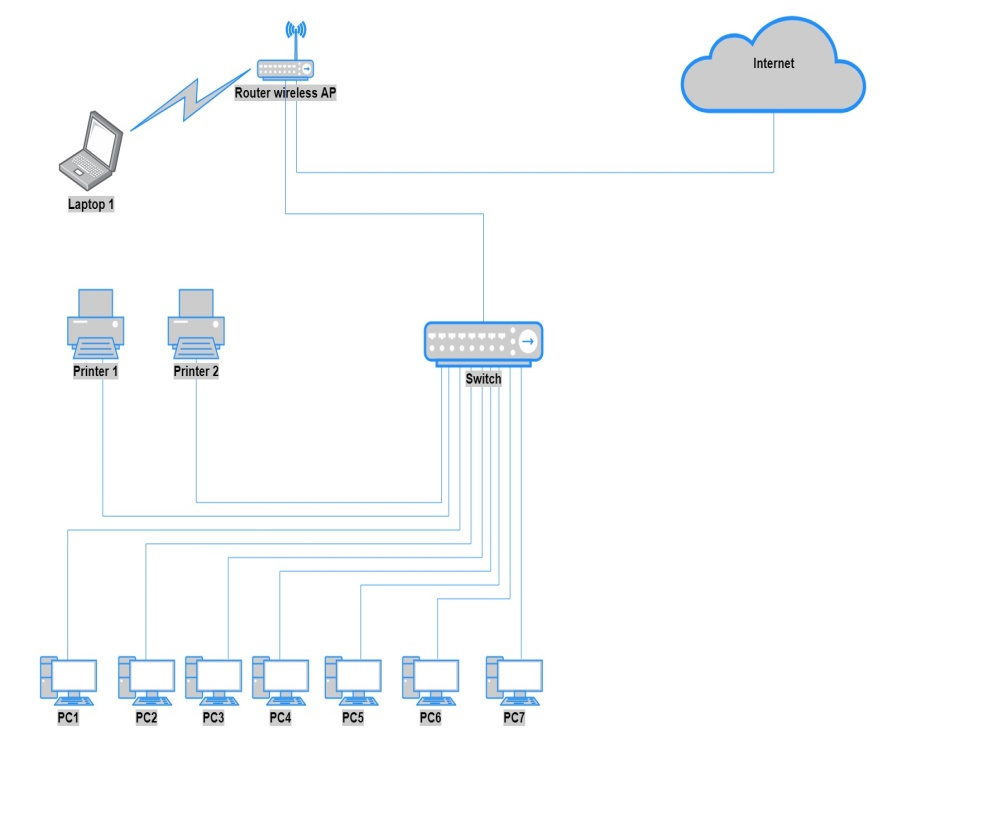 Internet
Router wireless AP
Laptop 1
Printer 1
Printer 2
Switch
PC1
PC2
PC3
PC4
PC5
PC6
PC7